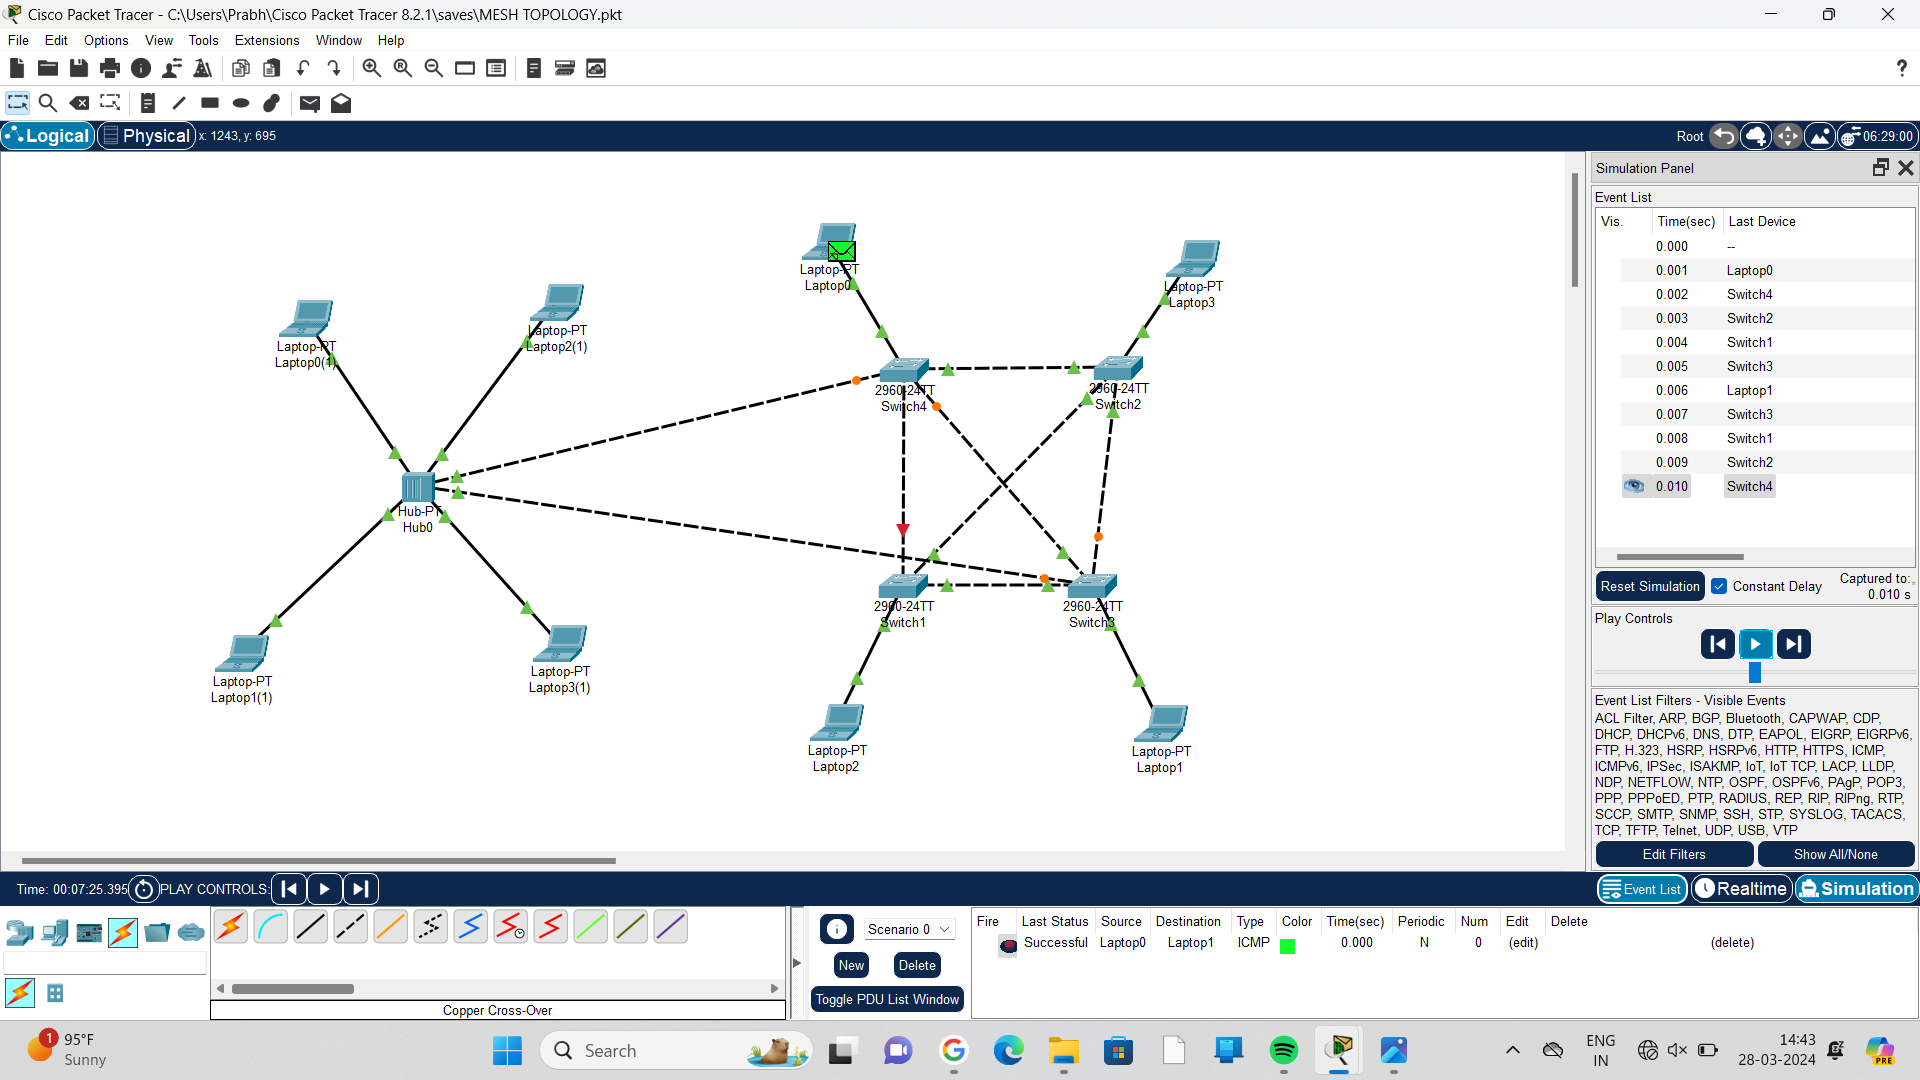 Cisco Packet Tracer - C:\Users\Prabh\Cisco Packet Tracer 8.2.1\saves\MESH TOPOLOGY.pkt
File Edit Options View Tools Extensions Window Help
?
Logical Physical x: 1243, y: 695
Root 06:29:00
Laptop-PT
Laptop0
Laptop-PT
Laptop3
Laptop-PT
Laptop0(1)
Laptop-PT
Laptop2(1)
2960-24TT
Switch4
2960-24TT
Switch2
Hub-PT
Hub0
2960-24TT
Switch1
2960-24TT
Switch3
Laptop-PT
Laptop1(1)
Laptop-PT
Laptop3(1)
Laptop-PT
Laptop2
Laptop-PT
Laptop1
Simulation Panel
Event List
Vis. Time(sec) Last Device
0.000 --
0.001 Laptop0
0.002 Switch4
0.003 Switch2
0.004 Switch1
0.005 Switch3
0.006 Laptop1
0.007 Switch3
0.008 Switch1
0.009 Switch2
0.010 Switch4
Reset Simulation Constant Delay Captured to:
0.010 s
Play Controls
Event List Filters - Visible Events
ACL Filter, ARP, BGP, Bluetooth, CAPWAP, CDP,
DHCP, DHCPv6, DNS, DTP, EAPOL, EIGRP, EIGRPv6,
FTP, H.323, HSRP, HSRPv6, HTTP, HTTPS, ICMP,
ICMPv6, IPSec, ISAKMP, IoT, IoT TCP, LACP, LLDP,
NDP, NETFLOW, NTP, OSPF, OSPFv6, PAgP, POP3,
PPP, PPPoED, PTP, RADIUS, REP, RIP, RIPng, RTP,
SCCP, SMTP, SNMP, SSH, STP, SYSLOG, TACACS,
TCP, TFTP, Telnet, UDP, USB, VTP
Edit Filters Show All/None
Time: 00:07:25.395 PLAY CONTROLS:
Event List Realtime Simulation
Scenario 0
New Delete
Toggle PDU List Window
Copper Cross-Over
Fire Last Status Source Destination Type Color Time(sec) Periodic Num Edit Delete
Successful Laptop0 Laptop1 ICMP 0.000 N 0 (edit) (delete)
1
95°F
Sunny
Search
ENG
IN
14:43
28-03-2024
PRE